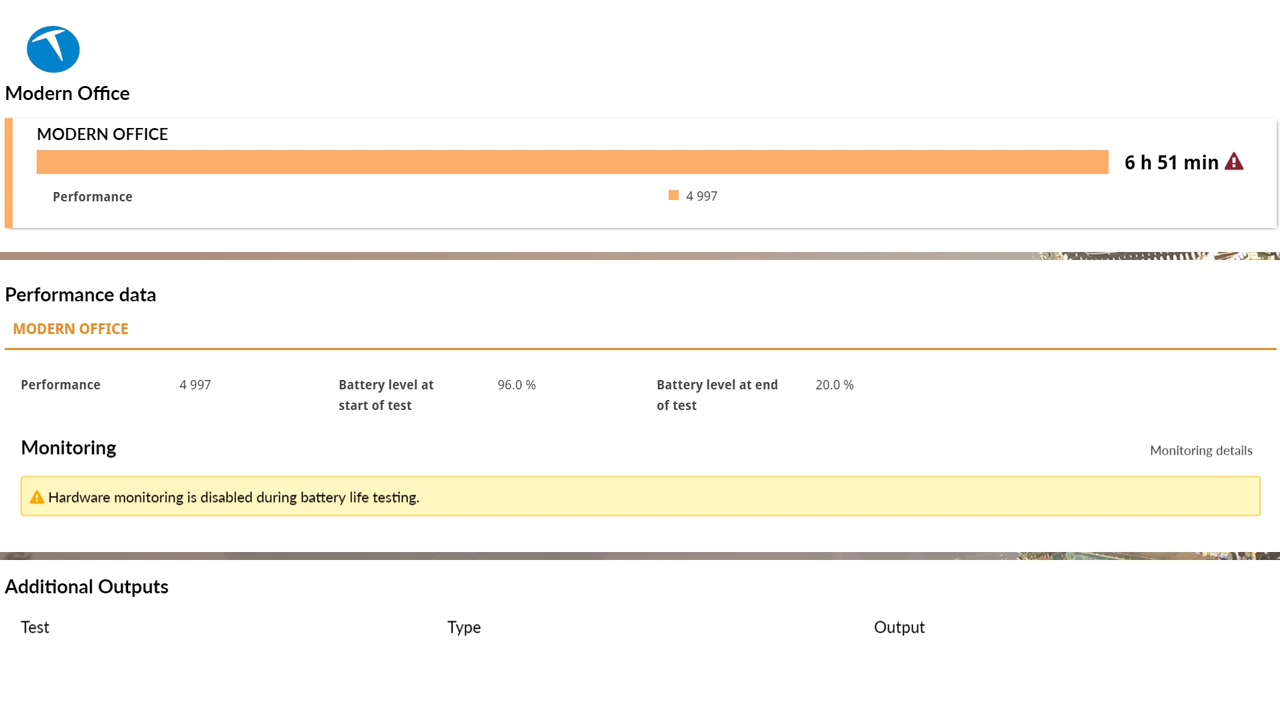 Modern Office
MODERN OFFICE
6 h 51 min
Performance 4 997
Performance data
MODERN OFFICE
Performance 4 997 Battery level at 96.0 % Battery level at end 20.0 %
start of test of test
Monitoring
Monitoring details
Hardware monitoring is disabled during battery life testing.
Additional Outputs
Test Type Output